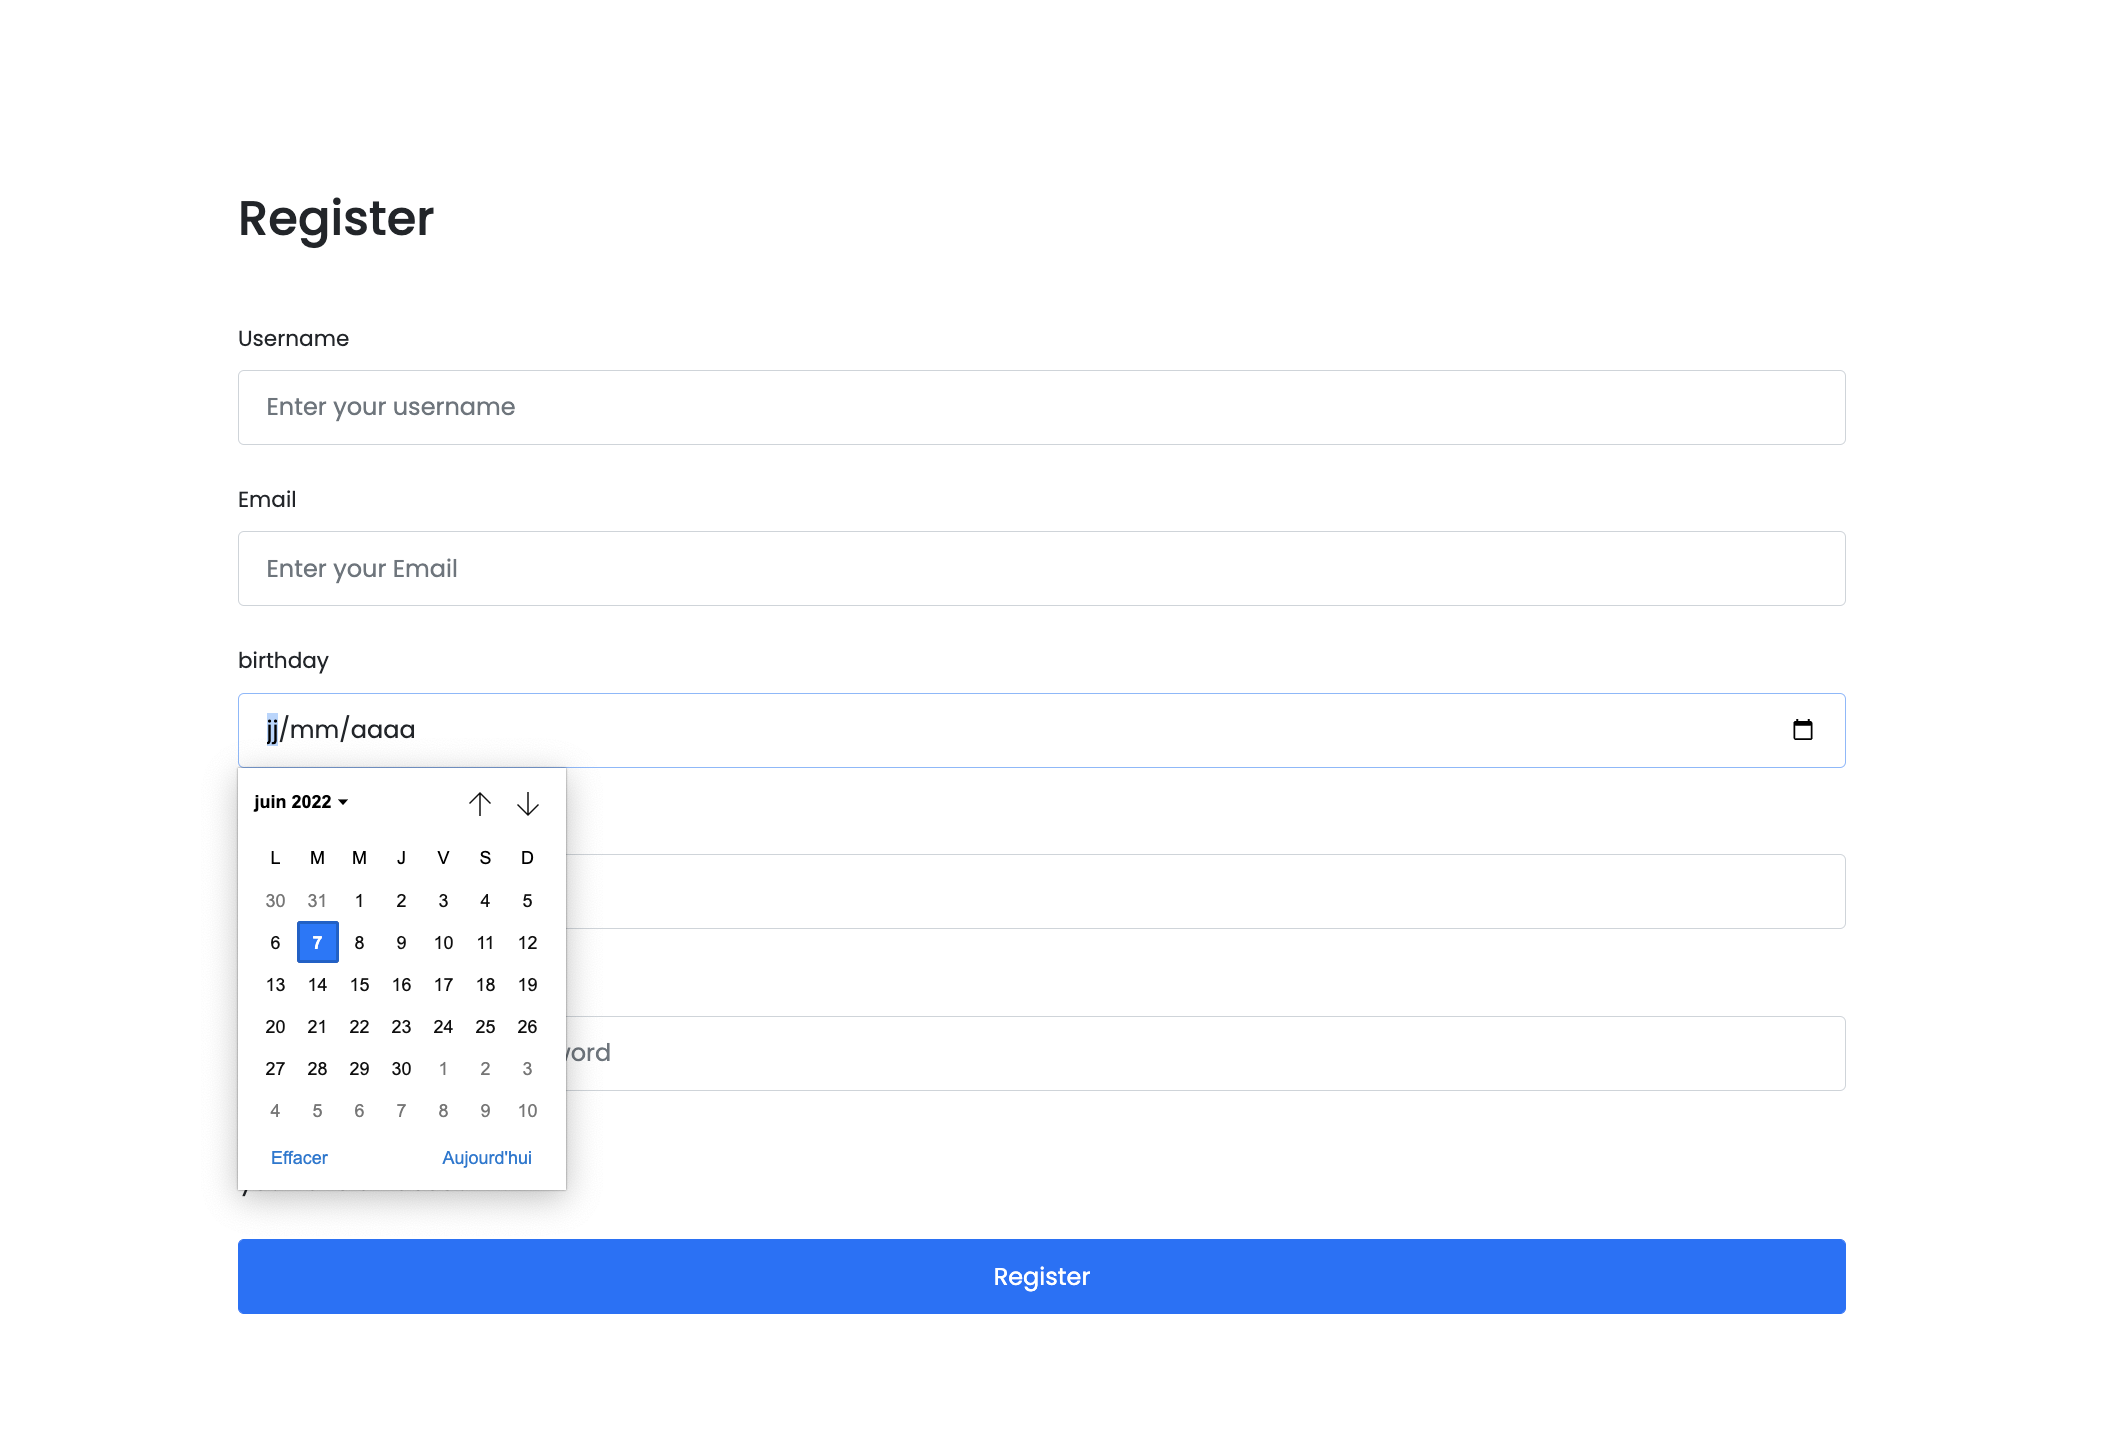 Register
Username
Enter your username
Email
Enter your Email
birthday
jj/mm/aaaa
juin 2022
L M M J V S D
30 31 1 2 3 4 5
6 7 8 9 10 11 12
13 14 15 16 17 18 19
20 21 22 23 24 25 26
27 28 29 30 1 2 3
4 5 6 7 8 9 10
Effacer Aujourd'hui
Register